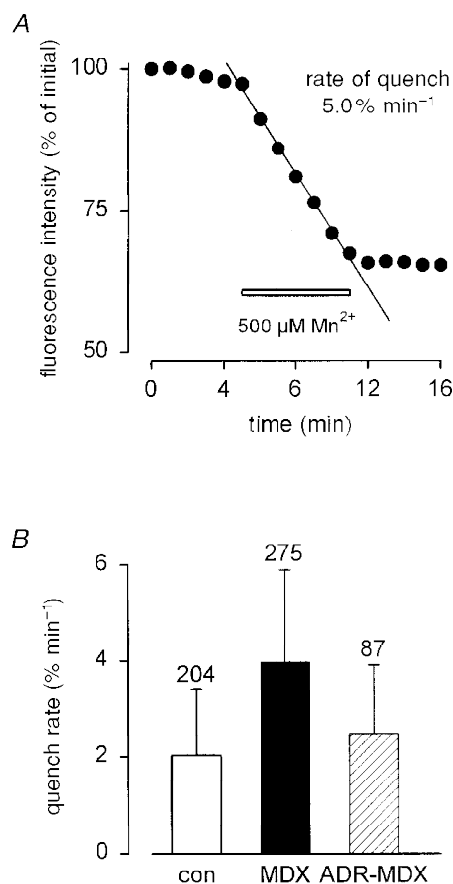 A
100
75
50
fluorescence intensity (% of initial)
rate of quench
5.0 % min⁻¹
500 µM Mn²⁺
0 4 6 12 16
time (min)
B
6
4
2
0
quench rate (% min⁻¹)
204
275
87
con MDX ADR-MDX